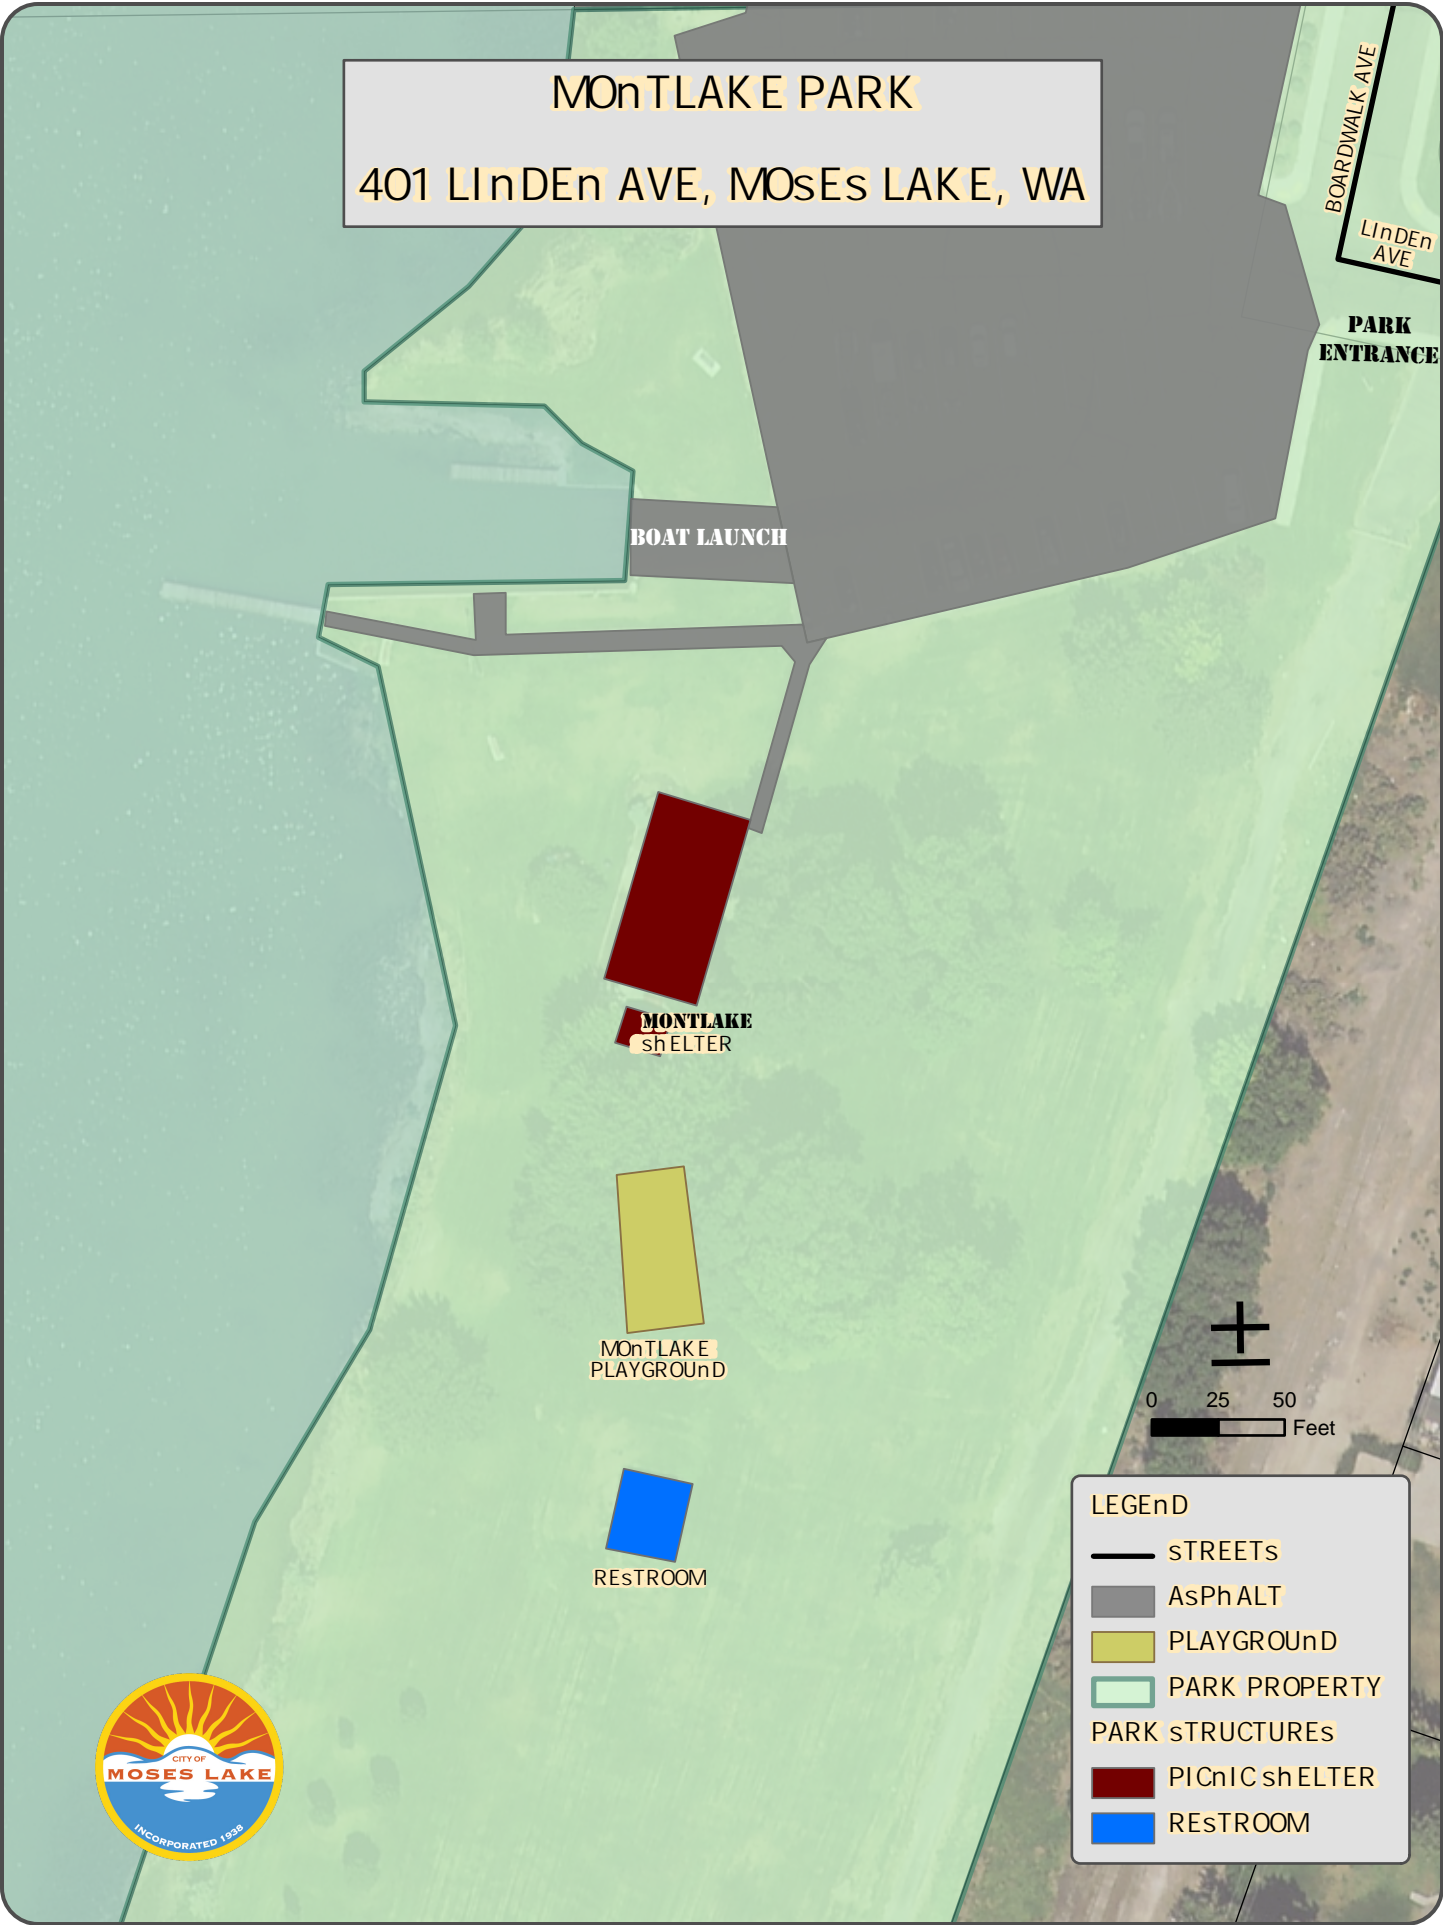 MOnTLAKE PARK
401 LInDEn AVE, MOsEs LAKE, WA
BOARDWALK AVE
LInDEn
AVE
PARK
ENTRANCE
BOAT LAUNCH
MONTLAKE
shELTER
MOnTLAKE
PLAYGROUnD
REsTROOM
0 25 50
Feet
LEGEnD
sTREETs
AsPhALT
PLAYGROUnD
PARK PROPERTY
PARK sTRUCTUREs
PICnIC shELTER
REsTROOM
CITY OF
MOSES LAKE
INCORPORATED 1938